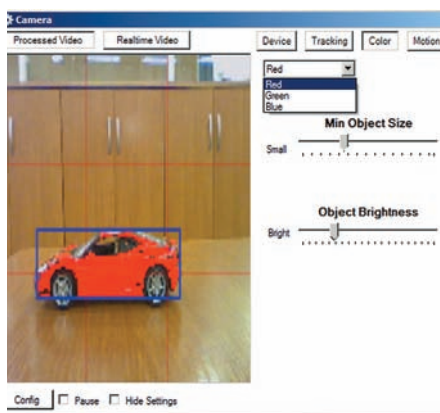 Camera
Processed Video Realtime Video Device Tracking Color Motion
Red
Red
Green
Blue
Min Object Size
Small
Object Brightness
Bright
Config Pause Hide Settings